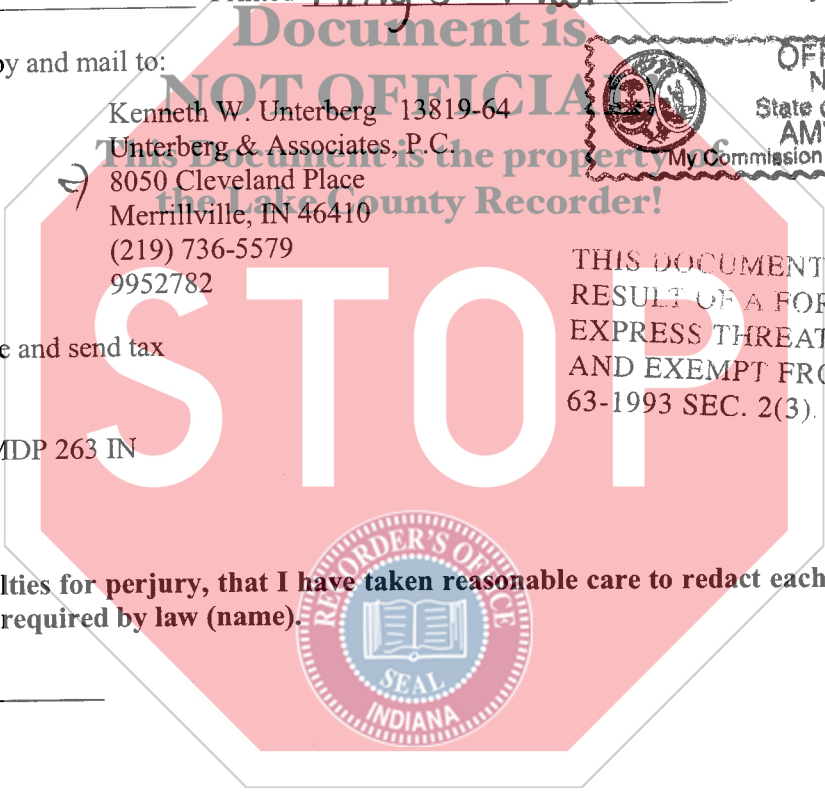 Printed
Document is
by and mail to:
NOT OFFICIAL!
Kenneth W. Unterberg 13819-64
Unterberg & Associates, P.C.
This Document is the property of
8050 Cleveland Place
the Lake County Recorder!
Merrillville, IN 46410
(219) 736-5579
9952782
State
My Commission
THIS DOCUMENT
RESULT OF A FOR
EXPRESS THREAT
AND EXEMPT FRO
63-1993 SEC. 2(3).
e and send tax
STOP
MDP 263 IN
lties for perjury, that I have taken reasonable care to redact each
required by law (name).
RECORDER'S OFFICE
SEAL
INDIANA